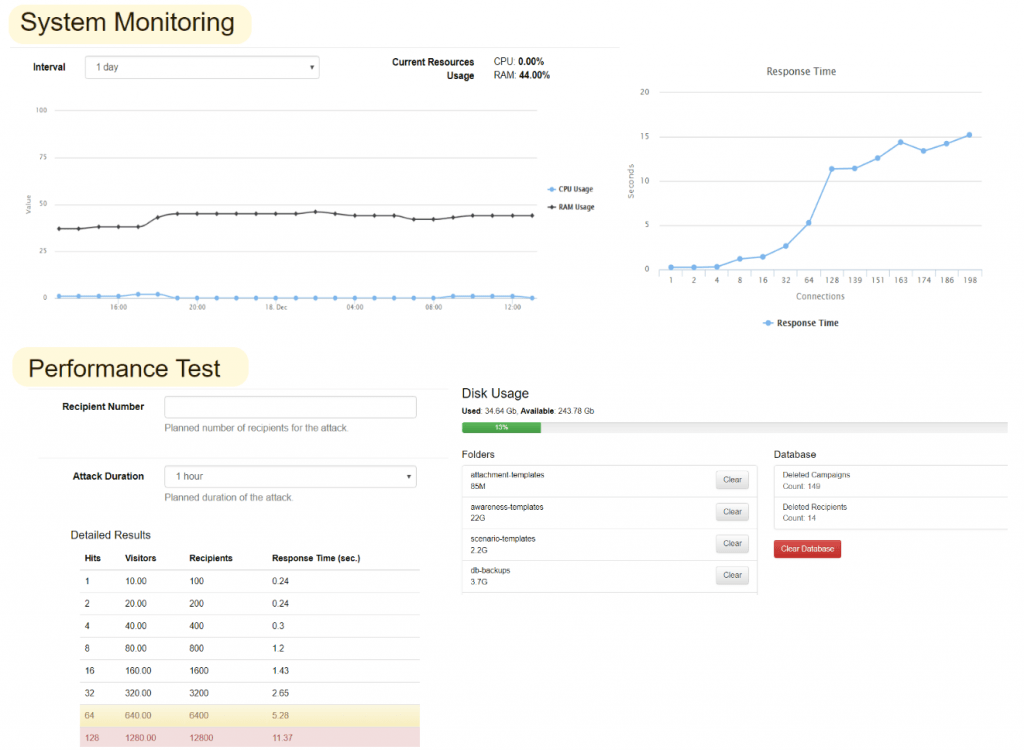 System Monitoring
Interval
1 day
Current Resources
Usage
CPU: 0.00%
RAM: 44.00%
100
75
50
25
0
Value
16:00
20:00
18. Dec
04:00
08:00
12:00
CPU Usage
RAM Usage
Response Time
20
15
10
5
0
Seconds
1 2 4 8 16 32 64 128 139 151 163 174 186 198
Connections
Response Time
Performance Test
Recipient Number
Planned number of recipients for the attack.
Attack Duration
1 hour
Planned duration of the attack.
Detailed Results
Hits Visitors Recipients Response Time (sec.)
1 10.00 100 0.24
2 20.00 200 0.24
4 40.00 400 0.3
8 80.00 800 1.2
16 160.00 1600 1.43
32 320.00 3200 2.65
64 640.00 6400 5.28
128 1280.00 12800 11.37
Disk Usage
Used: 34.64 Gb, Available: 243.78 Gb
13%
Folders
attachment-templates
85M
Clear
awareness-templates
22G
Clear
scenario-templates
2.2G
Clear
db-backups
3.7G
Clear
Database
Deleted Campaigns
Count: 149
Deleted Recipients
Count: 14
Clear Database